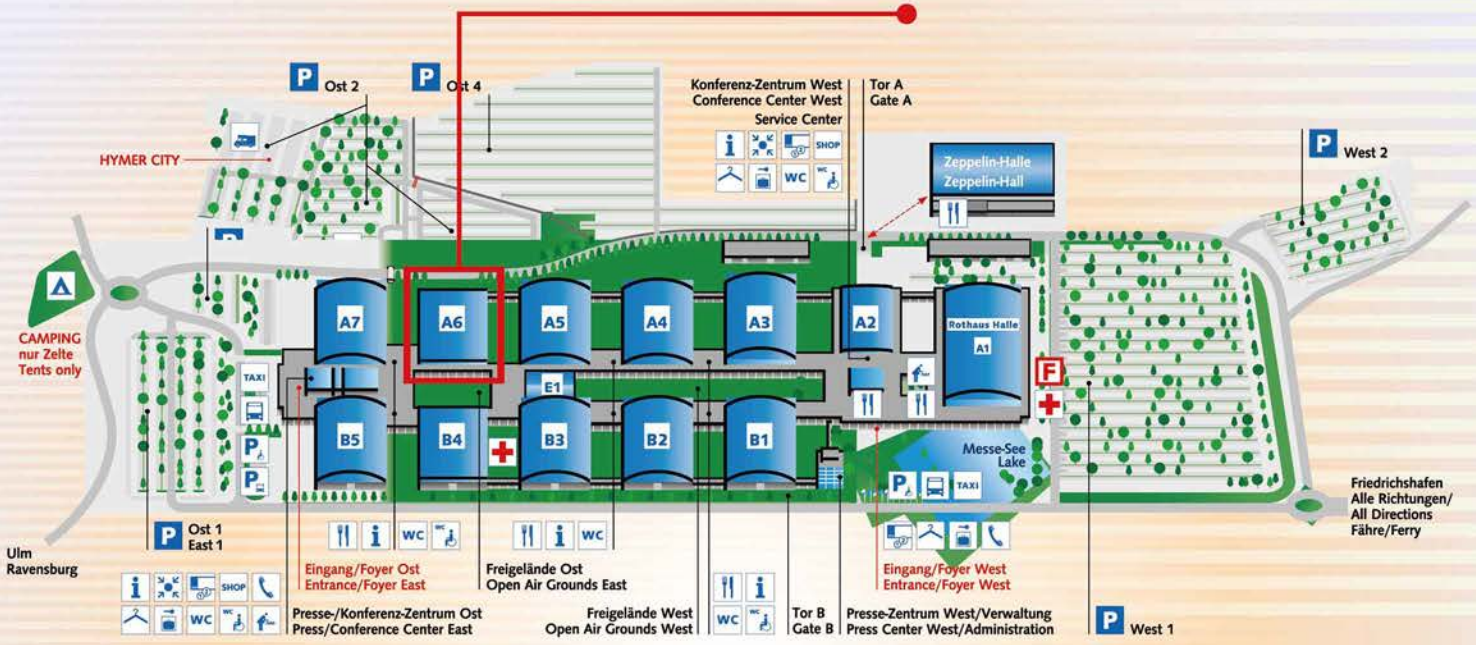 P Ost 2
P Ost 4
Konferenz-Zentrum West
Conference Center West
Service Center
Tor A
Gate A
i SHOP
WC WC
HYMER CITY
Zeppelin-Halle
Zeppelin-Hall
P West 2
P
CAMPING
nur Zelte
Tents only
A7
A6
A5
A4
A3
A2
Rothaus Halle
A1
E1
F
TAXI
P
P
B5
B4
B3
B2
B1
Messe-See
Lake
P TAXI
Friedrichshafen
Alle Richtungen/
All Directions
Fähre/Ferry
P Ost 1
East 1
Ulm
Ravensburg
i WC WC
i WC
Eingang/Foyer Ost
Entrance/Foyer East
Freigelände Ost
Open Air Grounds East
Eingang/Foyer West
Entrance/Foyer West
i SHOP
WC WC
Presse-/Konferenz-Zentrum Ost
Press/Conference Center East
Freigelände West
Open Air Grounds West
i
WC WC
Tor B
Gate B
Presse-Zentrum West/Verwaltung
Press Center West/Administration
P West 1